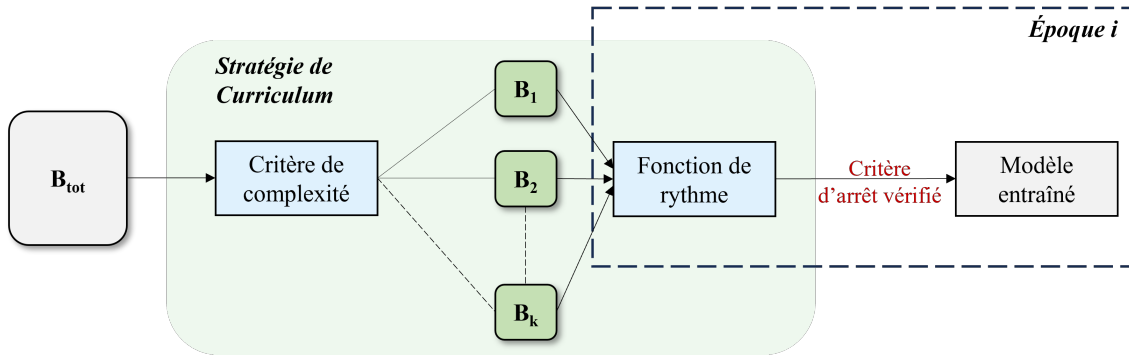 Époque i
Stratégie de
Curriculum
B1
Btot
Critère de
complexité
B2
Fonction de
rythme
Critère
d’arrêt vérifié
Modèle
entraîné
Bk